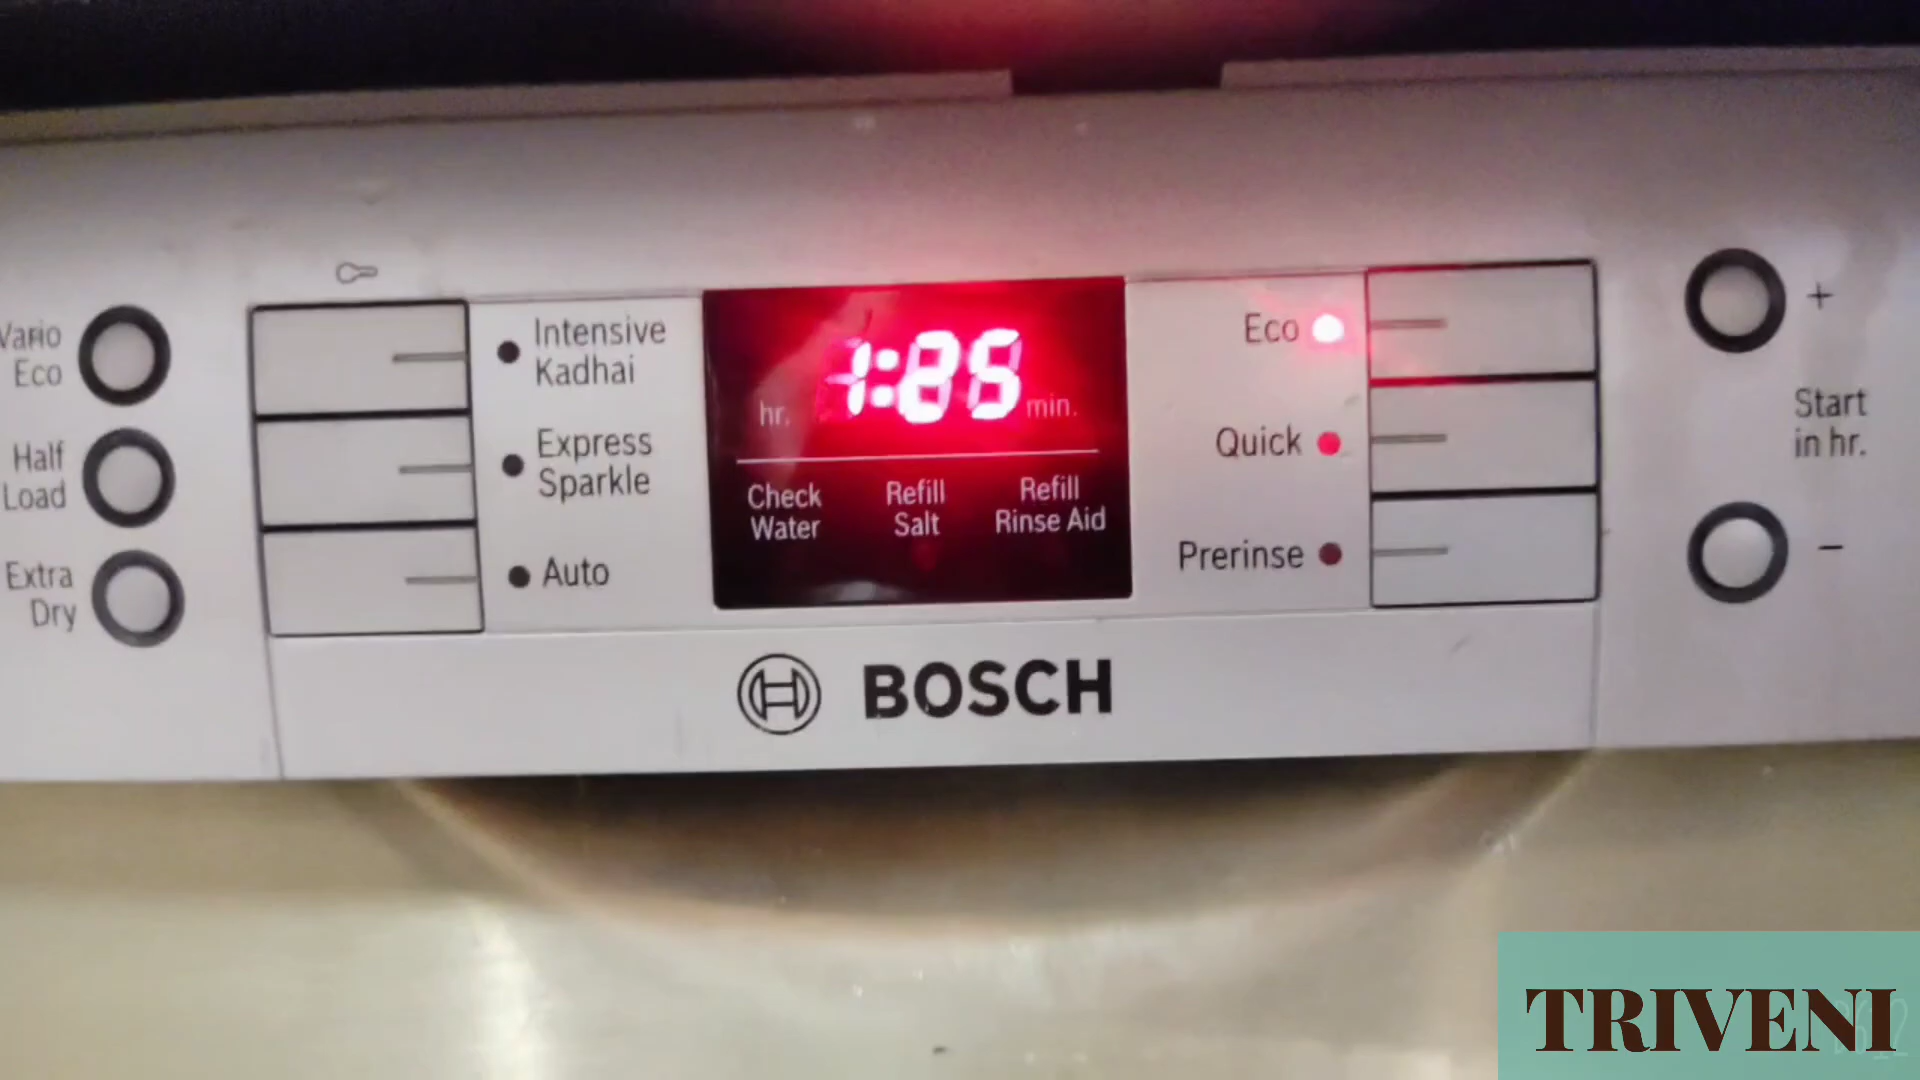 Vario
Eco
Half
Load
Extra
Dry
Intensive
Kadhai
Express
Sparkle
Auto
1:25
hr.
min.
Check
Water
Refill
Salt
Refill
Rinse Aid
Eco
Quick
Prerinse
+
Start
in hr.
−
BOSCH
TRIVENI